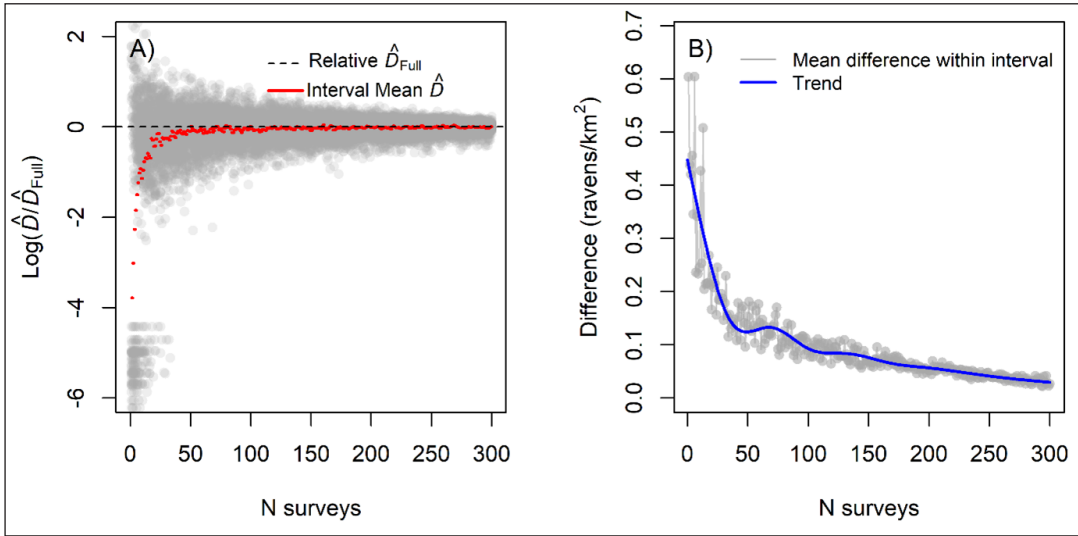 A)
Relative D̂Full
Interval Mean D̂
2
0
-2
-4
-6
Log(D̂/D̂Full)
0 50 100 150 200 250 300
N surveys
B)
Mean difference within interval
Trend
0.7
0.6
0.5
0.4
0.3
0.2
0.1
0.0
Difference (ravens/km²)
0 50 100 150 200 250 300
N surveys